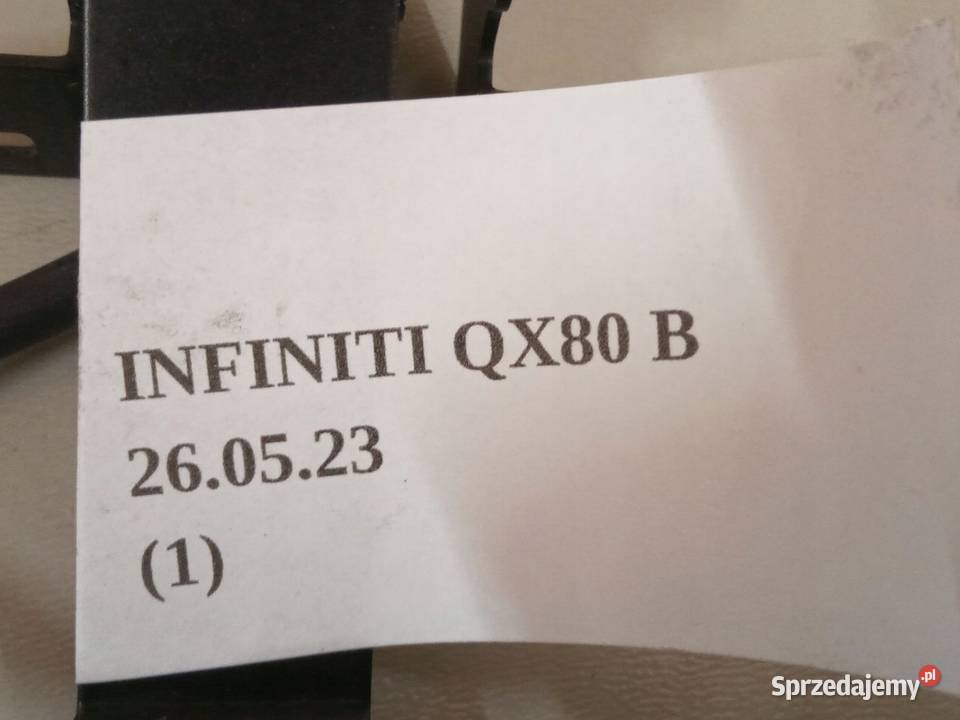 INFINITI QX80 B
26.05.23
(1)
Sprzedajemy.pl